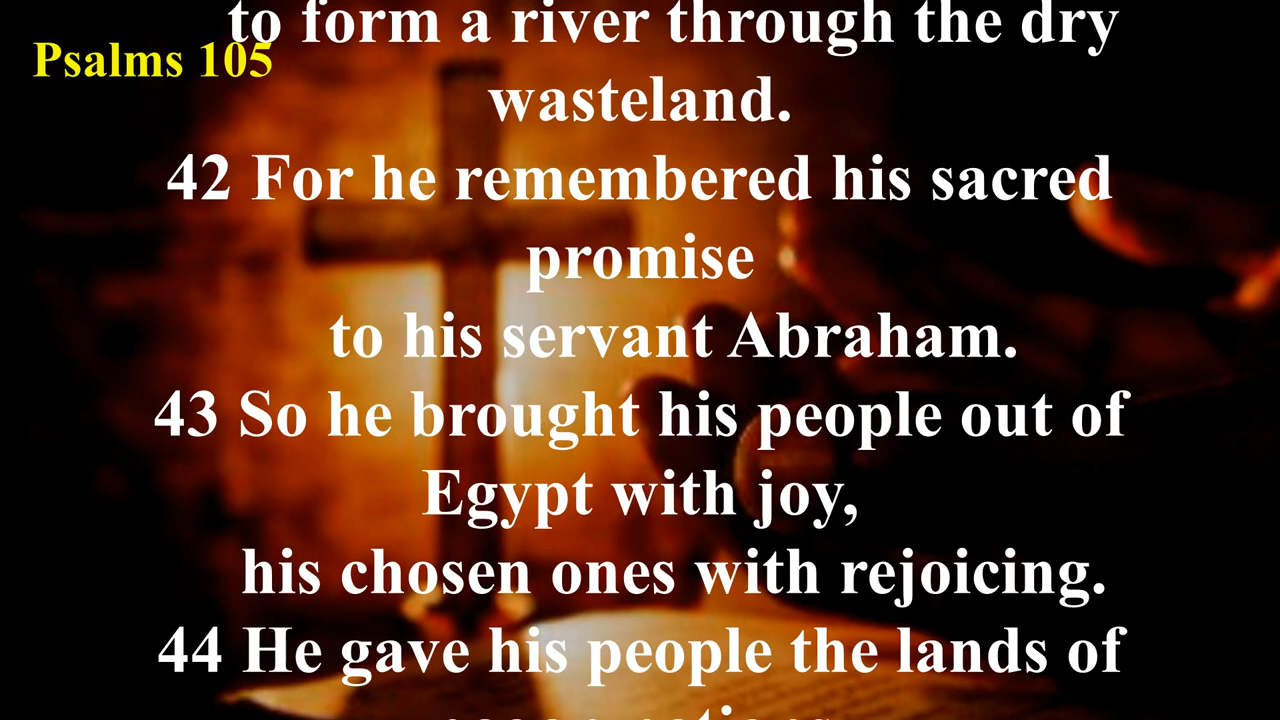 to form a river through the dry
Psalms 105
wasteland.
42 For he remembered his sacred
promise
to his servant Abraham.
43 So he brought his people out of
Egypt with joy,
his chosen ones with rejoicing.
44 He gave his people the lands of